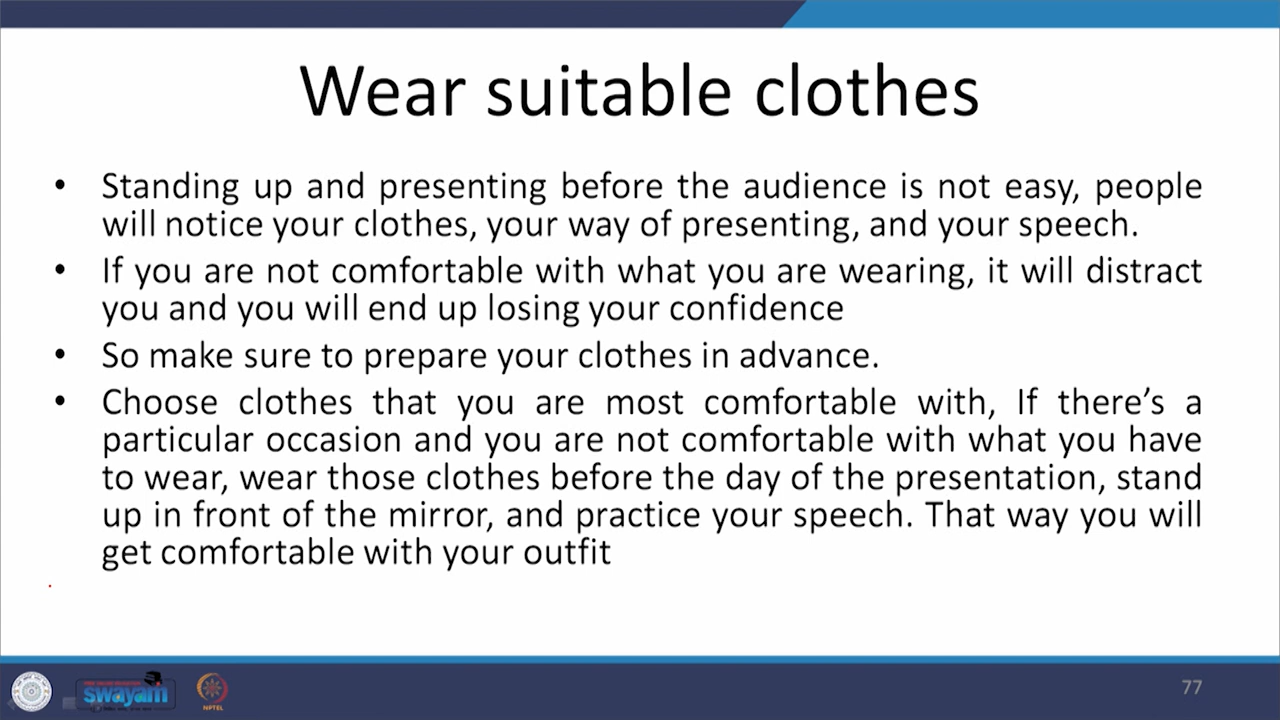 Wear suitable clothes
• Standing up and presenting before the audience is not easy, people
will notice your clothes, your way of presenting, and your speech.
• If you are not comfortable with what you are wearing, it will distract
you and you will end up losing your confidence
• So make sure to prepare your clothes in advance.
• Choose clothes that you are most comfortable with, If there’s a
particular occasion and you are not comfortable with what you have
to wear, wear those clothes before the day of the presentation, stand
up in front of the mirror, and practice your speech. That way you will
get comfortable with your outfit
swayam
NPTEL
77